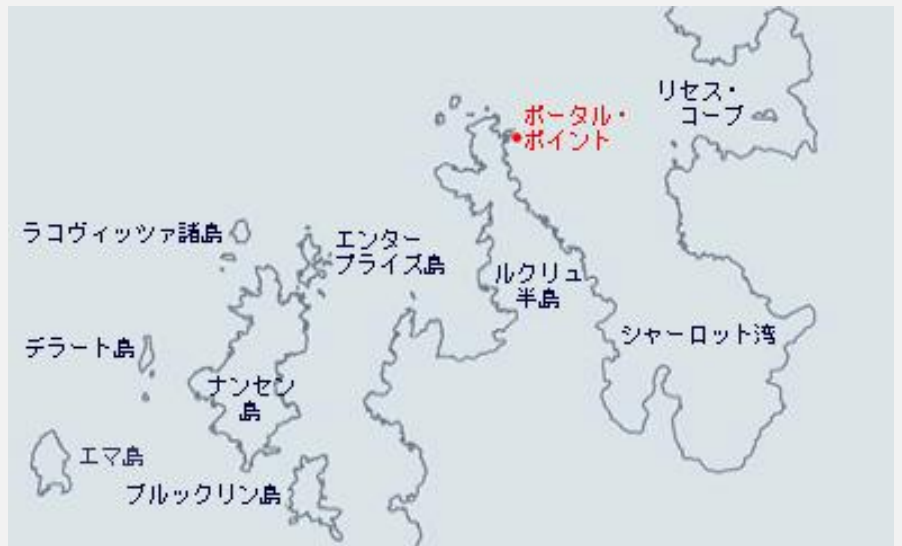 リセス・
コーブ
ポータル・
ポイント
ラコヴィッツァ諸島
エンター
プライズ島
ルクリュ
半島
シャーロット湾
デラート島
ナンセン
島
エマ島
ブルックリン島